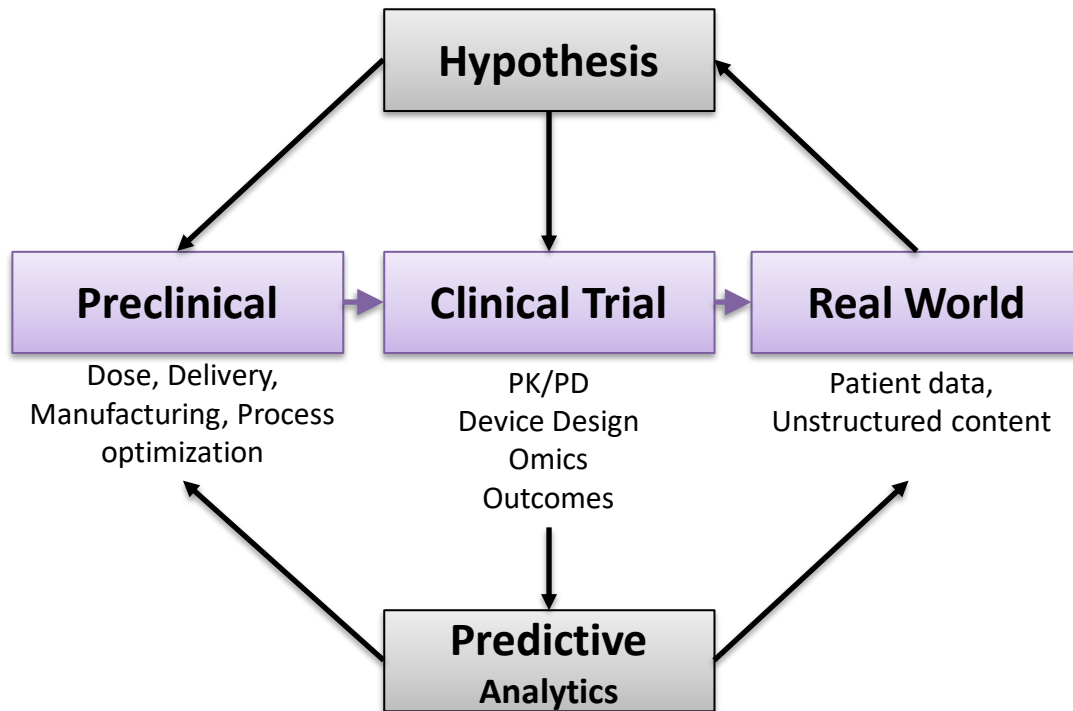 Hypothesis
Preclinical
Clinical Trial
Real World
Dose, Delivery,
Manufacturing, Process
optimization
PK/PD
Device Design
Omics
Outcomes
Patient data,
Unstructured content
Predictive
Analytics